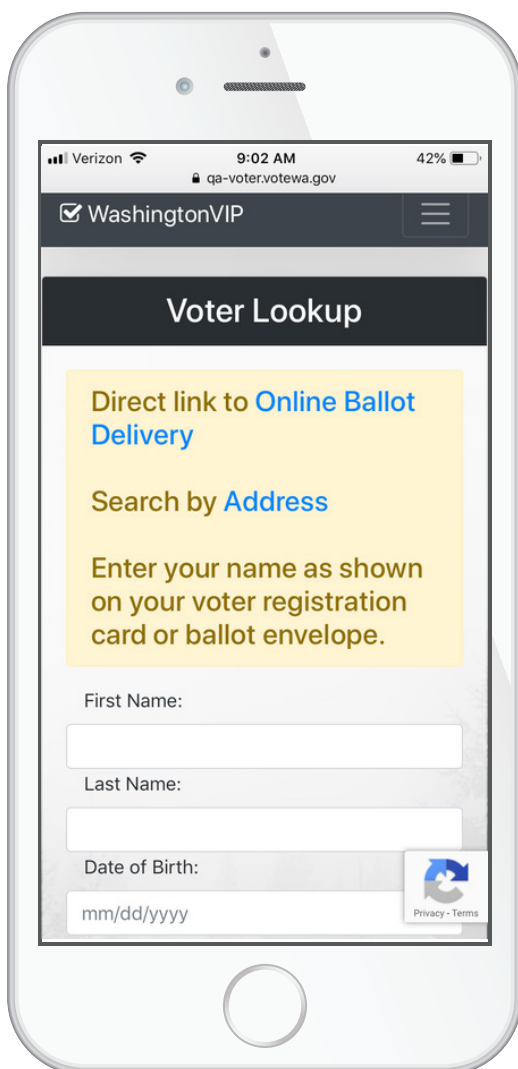 Verizon 9:02 AM 42%
qa-voter.votewa.gov
WashingtonVIP
Voter Lookup
Direct link to Online Ballot
Delivery
Search by Address
Enter your name as shown
on your voter registration
card or ballot envelope.
First Name:
Last Name:
Date of Birth:
mm/dd/yyyy
Privacy - Terms